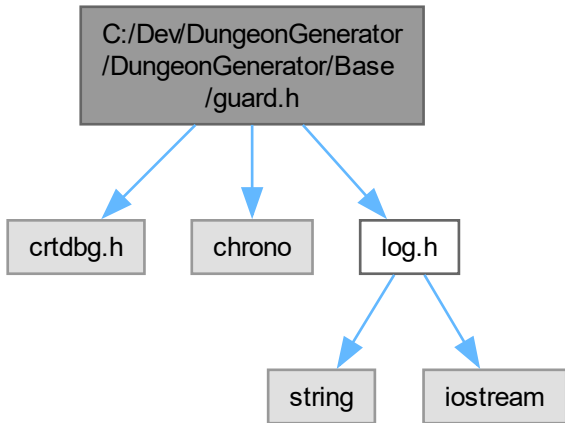 C:/Dev/DungeonGenerator
/DungeonGenerator/Base
/guard.h
crtdbg.h
chrono
log.h
string
iostream